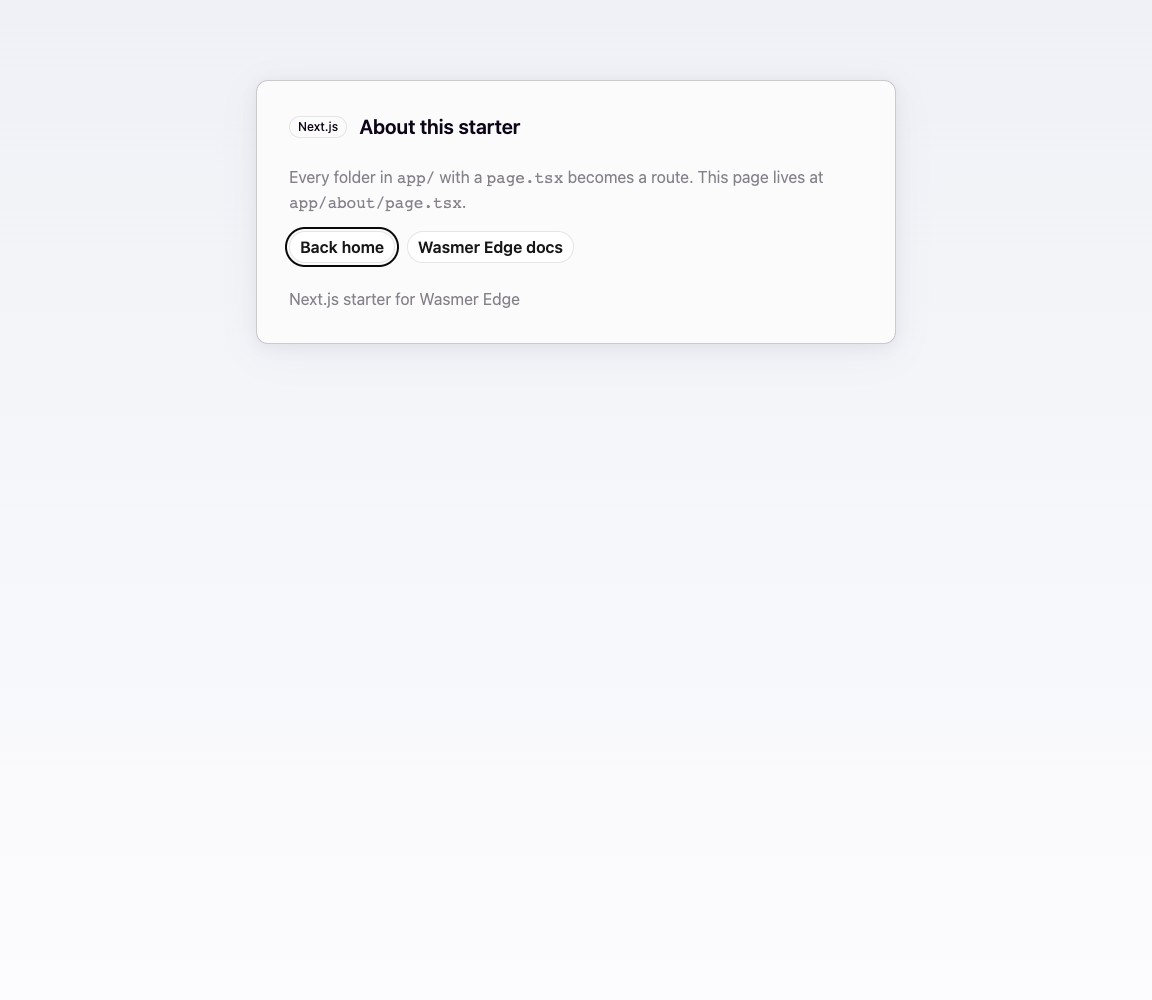 Next.js About this starter
Every folder in app/ with a page.tsx becomes a route. This page lives at
app/about/page.tsx.
Back home Wasmer Edge docs
Next.js starter for Wasmer Edge